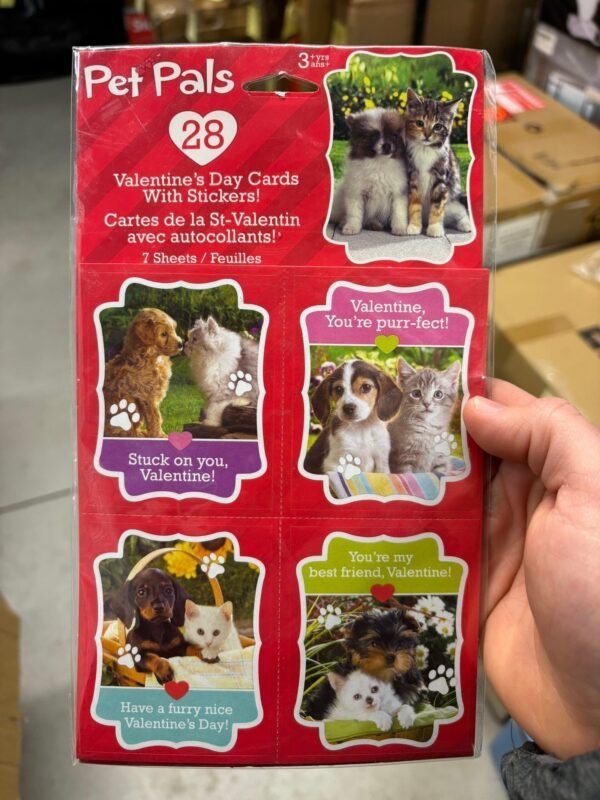 Pet Pals
3+yrs
ans+
28
Valentine's Day Cards
With Stickers!
Cartes de la St-Valentin
avec autocollants!
7 Sheets / Feuilles
Stuck on you,
Valentine!
Valentine,
You're purr-fect!
Have a furry nice
Valentine's Day!
You're my
best friend, Valentine!